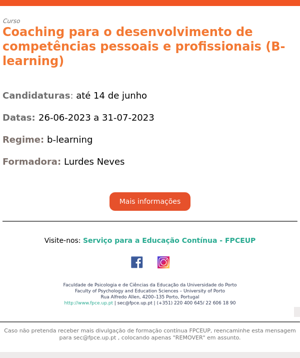 Curso
Coaching para o desenvolvimento de
competências pessoais e profissionais (B-
learning)
Candidaturas: até 14 de junho
Datas: 26-06-2023 a 31-07-2023
Regime: b-learning
Formadora: Lurdes Neves
Mais informações
Visite-nos: Serviço para a Educação Contínua - FPCEUP
Faculdade de Psicologia e de Ciências da Educação da Universidade do Porto
Faculty of Psychology and Education Sciences - University of Porto
Rua Alfredo Allen, 4200-135 Porto, Portugal
http://www.fpce.up.pt | sec@fpce.up.pt | (+351) 220 400 645/ 22 606 18 90
Caso não pretenda receber mais divulgação de formação contínua FPCEUP, reencaminhe esta mensagem
para sec@fpce.up.pt , colocando apenas "REMOVER" em assunto.